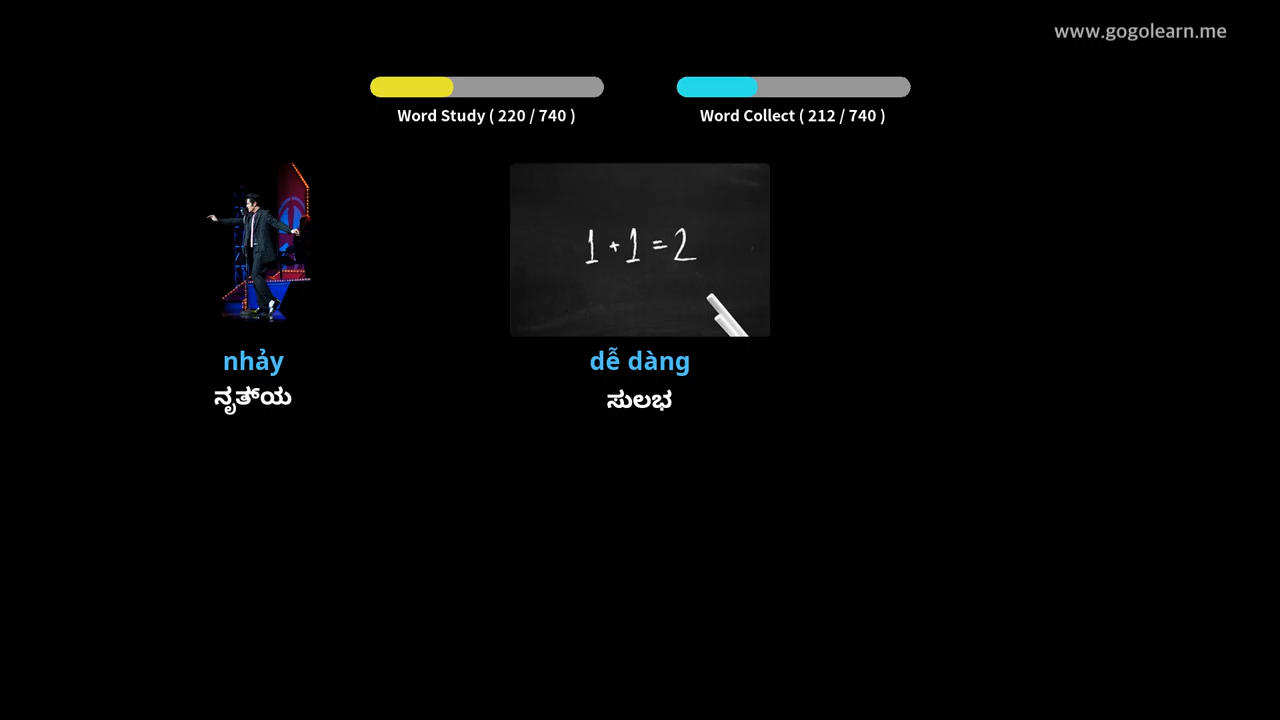 www.gogolearn.me
Word Study ( 220 / 740 )
Word Collect ( 212 / 740 )
1 + 1 = 2
nhảy
dễ dàng
ನೃತ್ಯ
ಸುಲಭ